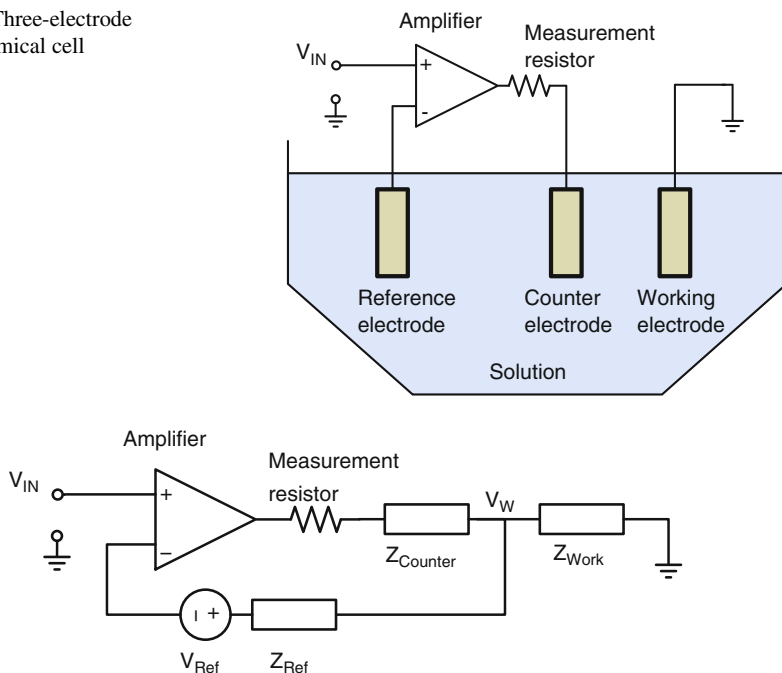 Three-electrode
mical cell
Amplifier
Measurement
resistor
V_IN
+
-
Reference
electrode
Counter
electrode
Working
electrode
Solution
Amplifier
Measurement
resistor
V_IN
+
−
V_W
Z_Counter
Z_Work
I +
V_Ref
Z_Ref